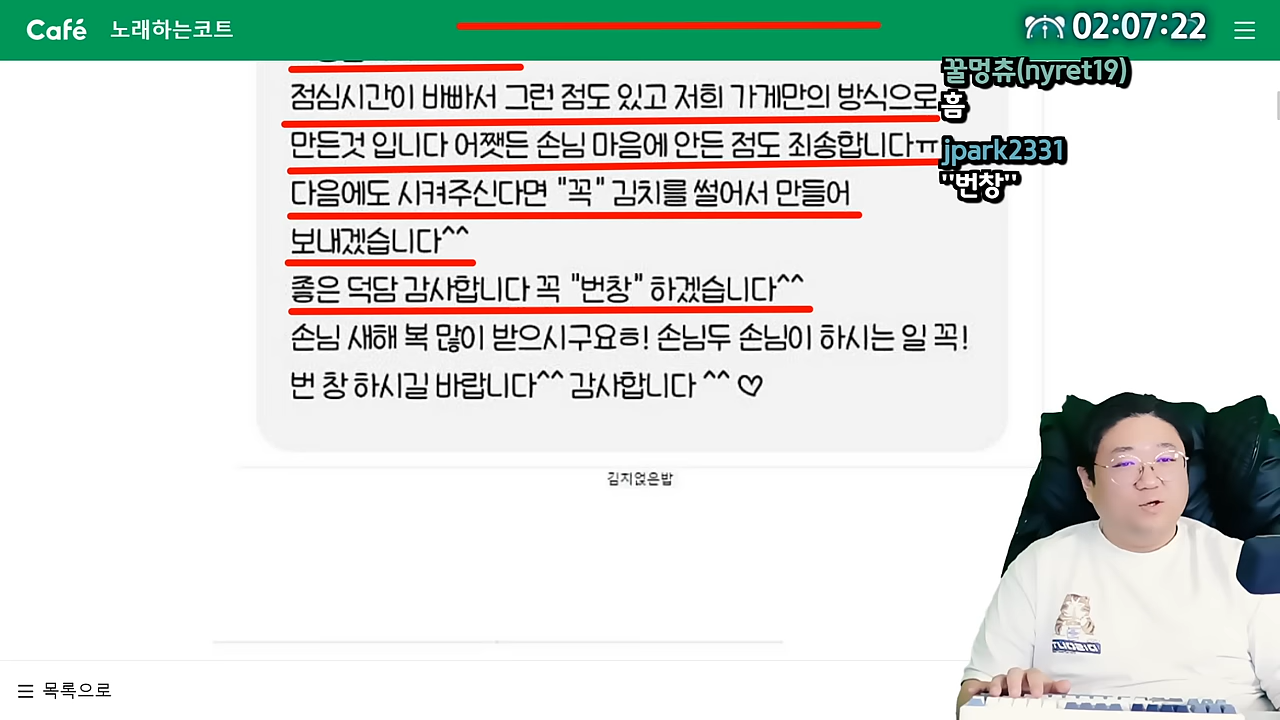 Café 노래하는코트
02:07:22
꿀멍츄(nyret19)
흠
jpark2331
"번창"
점심시간이 바빠서 그런 점도 있고 저희 가게만의 방식으로
만든것 입니다 어쨋든 손님 마음에 안든 점도 죄송합니다ㅠ
다음에도 시켜주신다면 "꼭" 김치를 썰어서 만들어
보내겠습니다^^
좋은 덕담 감사합니다 꼭 "번창" 하겠습니다^^
손님 새해 복 많이 받으시구요ㅎ! 손님두 손님이 하시는 일 꼭!
번 창 하시길 바랍니다^^ 감사합니다 ^^ ♡
김치얹은밥
목록으로